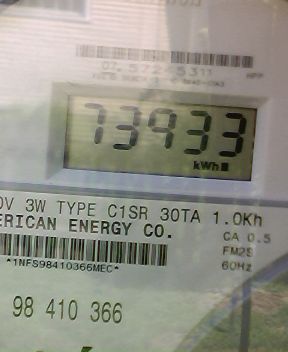 73933
kWh
0V 3W TYPE C1SR 30TA 1.0Kh
ERICAN ENERGY CO.
CA 0.5
FM2S
60Hz
*1NFS98410366MEC*
98 410 366